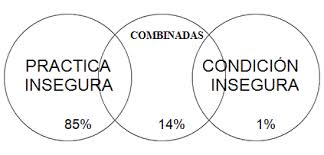 COMBINADAS
PRACTICA
INSEGURA
CONDICIÓN
INSEGURA
85%
14%
1%